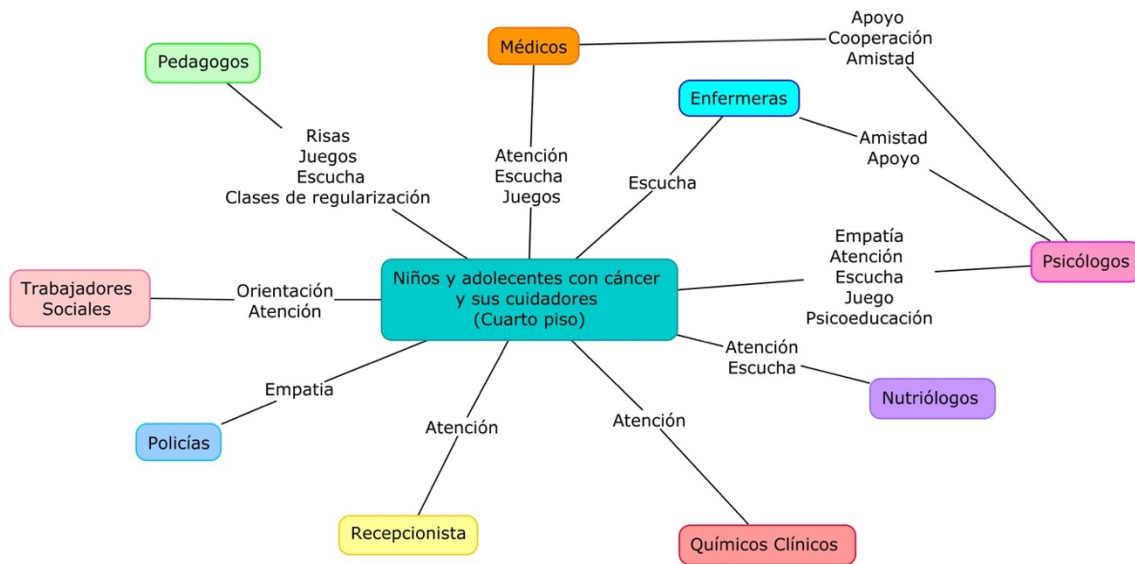 Apoyo
Cooperación
Amistad
Médicos
Pedagogos
Enfermeras
Risas
Juegos
Escucha
Clases de regularización
Atención
Escucha
Juegos
Escucha
Amistad
Apoyo
Empatía
Atención
Escucha
Juego
Psicoeducación
Psicólogos
Niños y adolecentes con cáncer
y sus cuidadores
(Cuarto piso)
Trabajadores
Sociales
Orientación
Atención
Atención
Escucha
Nutriólogos
Empatia
Policías
Atención
Atención
Recepcionista
Químicos Clínicos